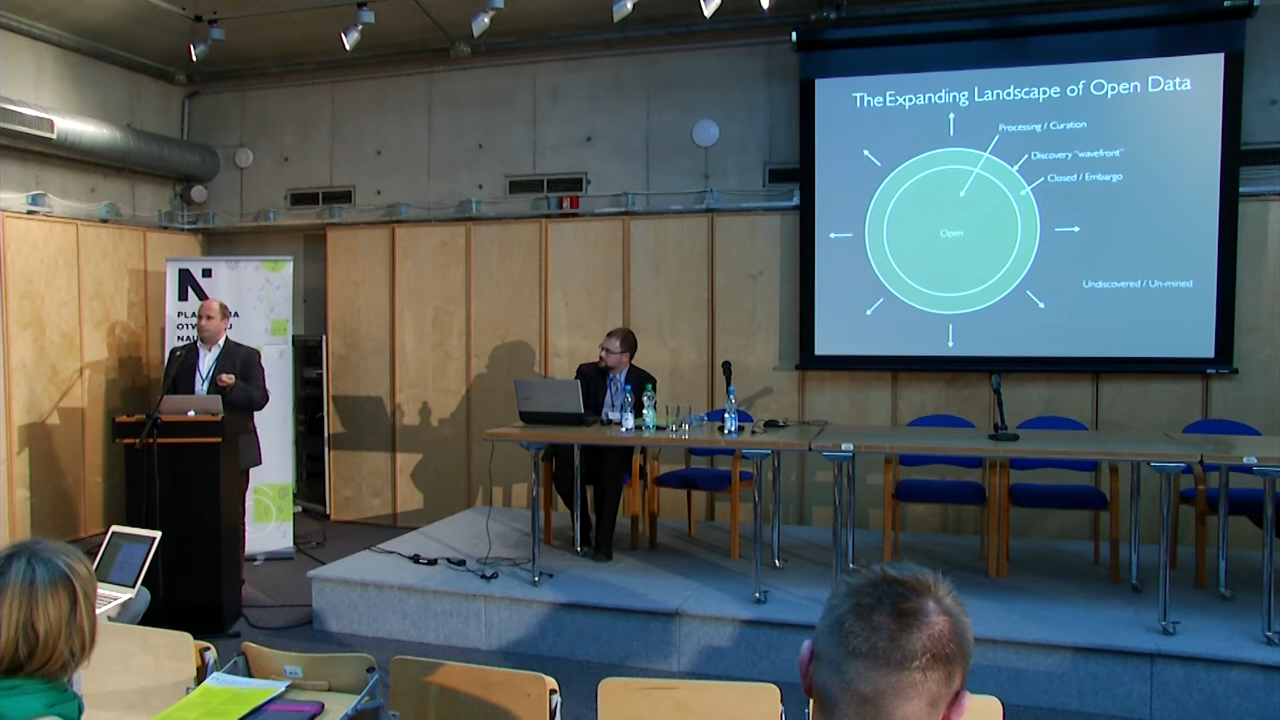 The Expanding Landscape of Open Data
Processing / Curation
Discovery "wavefront"
Closed / Embargo
Open
Undiscovered / Un-mined
N